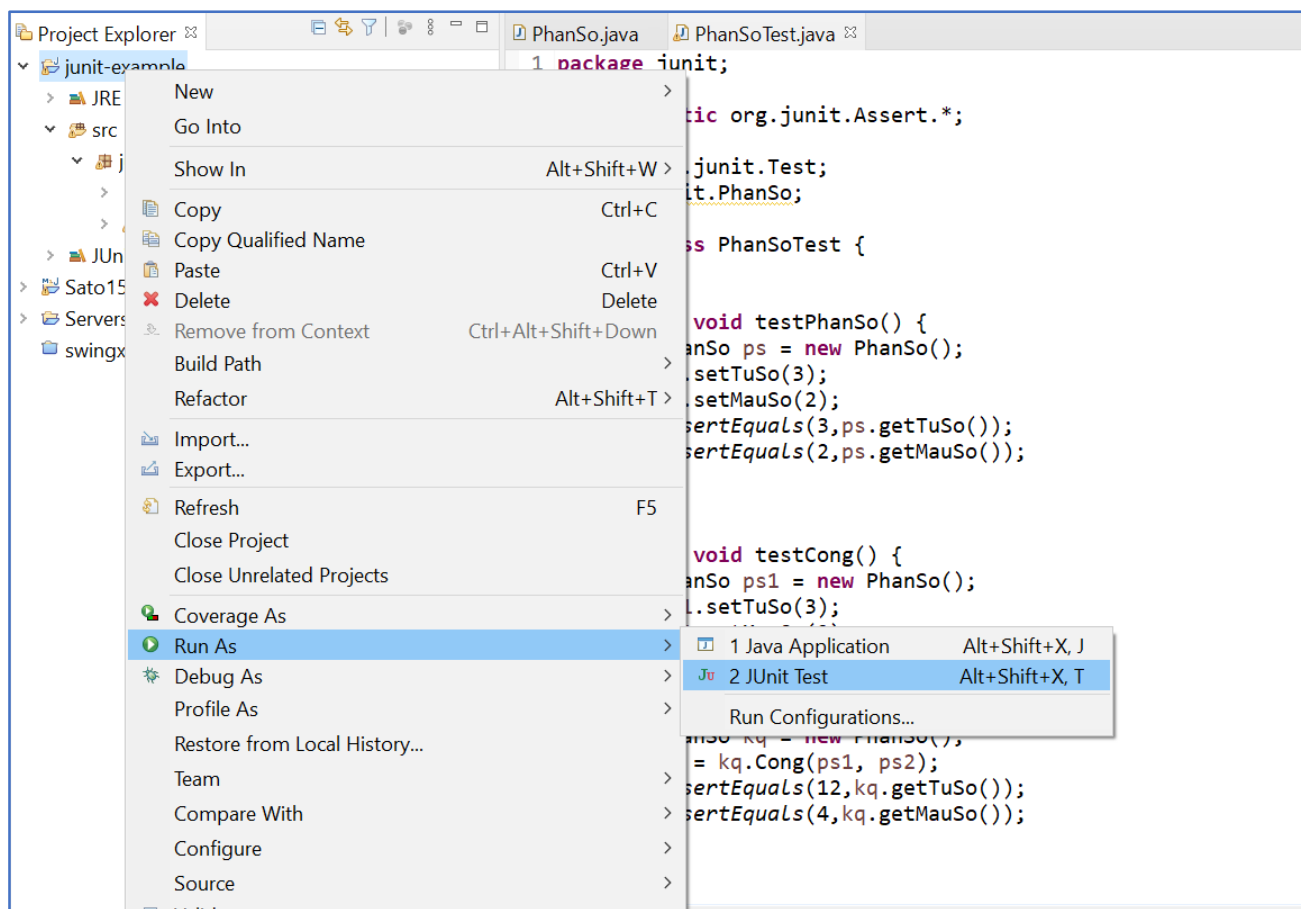 Project Explorer
junit-example
JRE
src
j
JUn
Sato15
Servers
swingx
New
Go Into
Show In Alt+Shift+W
Copy Ctrl+C
Copy Qualified Name
Paste Ctrl+V
Delete Delete
Remove from Context Ctrl+Alt+Shift+Down
Build Path
Refactor Alt+Shift+T
Import...
Export...
Refresh F5
Close Project
Close Unrelated Projects
Coverage As
Run As
Debug As
Profile As
Restore from Local History...
Team
Compare With
Configure
Source
1 Java Application Alt+Shift+X, J
2 JUnit Test Alt+Shift+X, T
Run Configurations...
PhanSo.java PhanSoTest.java
1 package junit;
tic org.junit.Assert.*;
.junit.Test;
it.PhanSo;
ss PhanSoTest {
void testPhanSo() {
anSo ps = new PhanSo();
.setTuSo(3);
.setMauSo(2);
sertEquals(3,ps.getTuSo());
sertEquals(2,ps.getMauSo());
void testCong() {
anSo ps1 = new PhanSo();
1.setTuSo(3);
anSo kq = new PhanSo();
= kq.Cong(ps1, ps2);
sertEquals(12,kq.getTuSo());
sertEquals(4,kq.getMauSo());